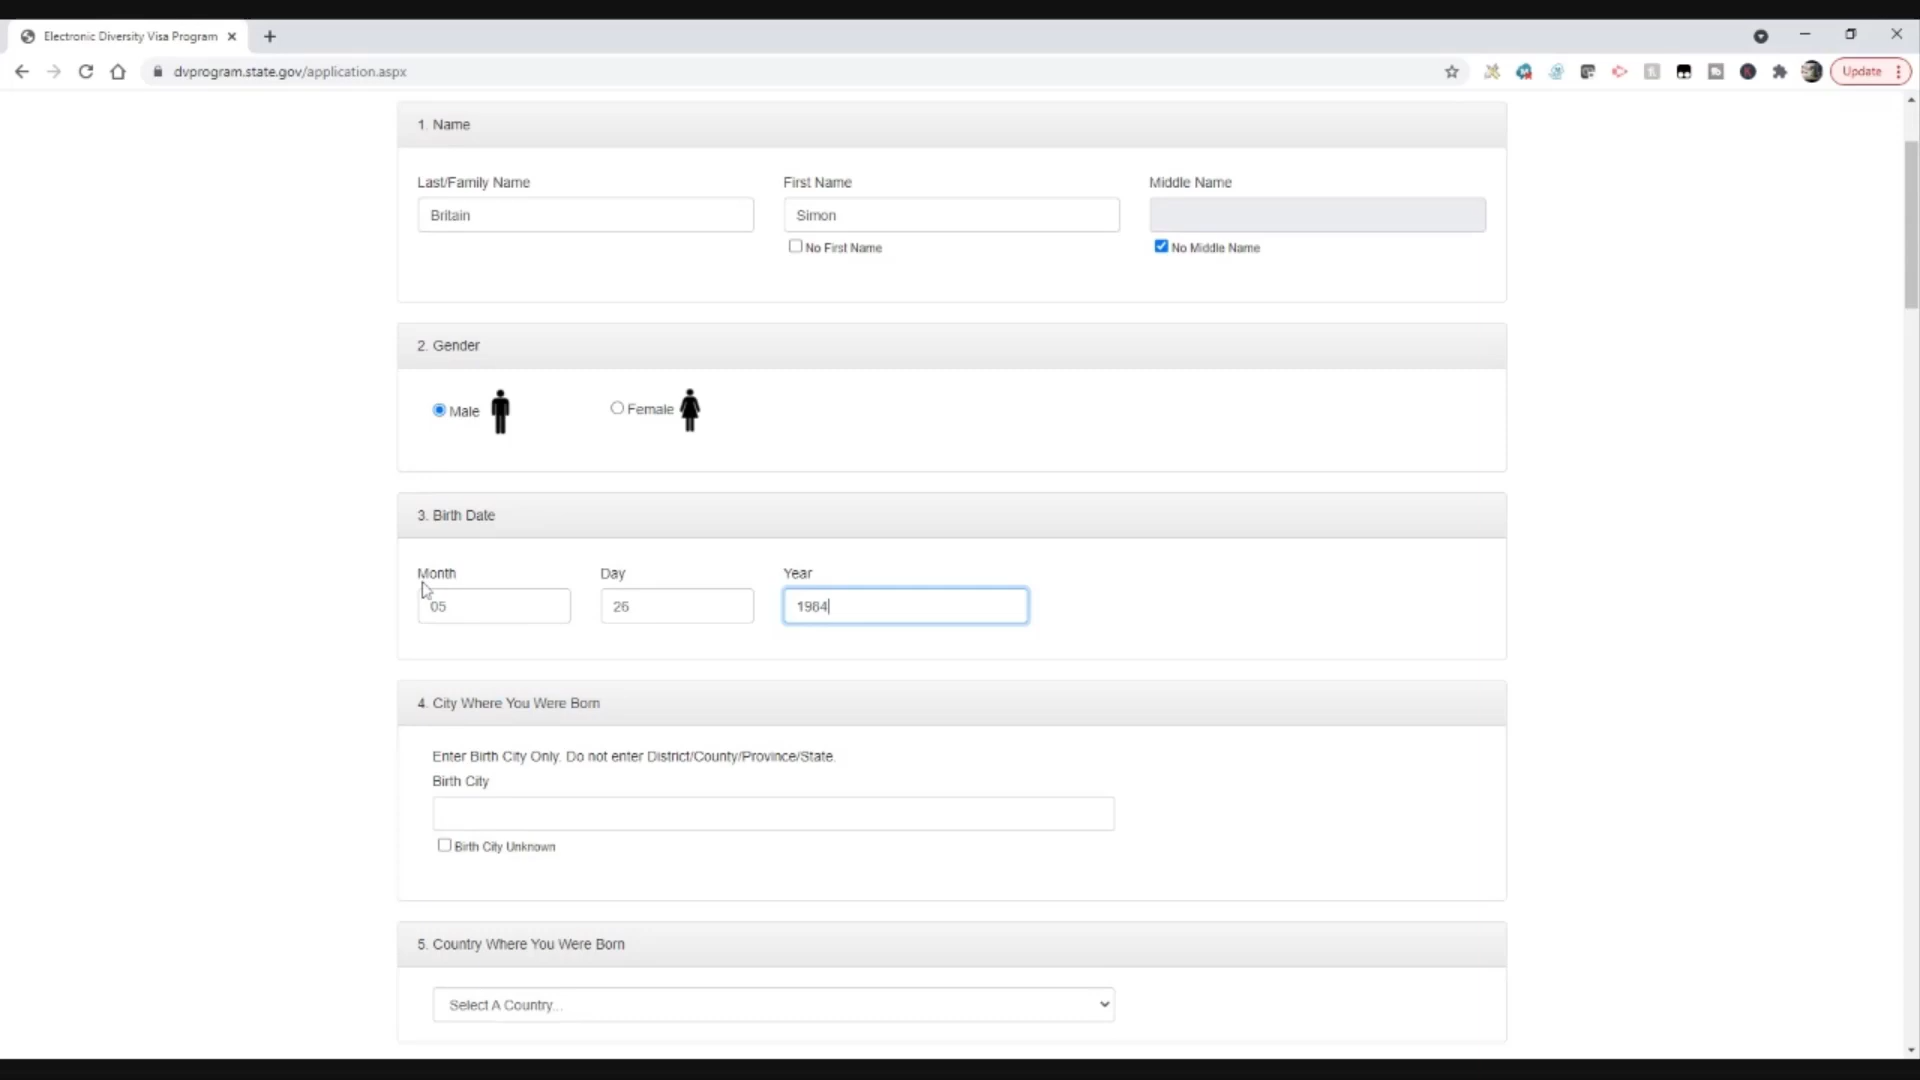 Electronic Diversity Visa Program
dvprogram.state.gov/application.aspx
Update
1. Name
Last/Family Name
First Name
Middle Name
Britain
Simon
No First Name
No Middle Name
2. Gender
Male
Female
3. Birth Date
Month
Day
Year
05
26
1984
4. City Where You Were Born
Enter Birth City Only. Do not enter District/County/Province/State.
Birth City
Birth City Unknown
5. Country Where You Were Born
Select A Country...